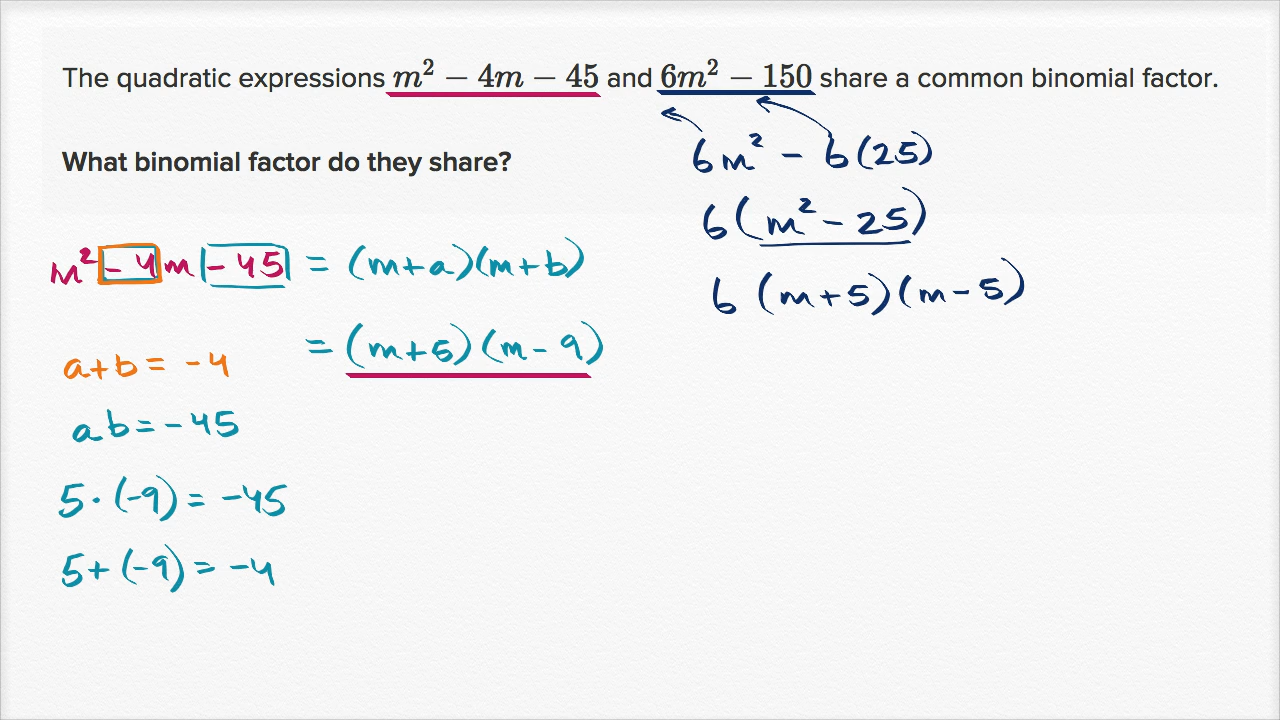 The quadratic expressions m² − 4m − 45 and 6m² − 150 share a common binomial factor.
6m² − 6(25)
What binomial factor do they share?
6(m² − 25)
m² − 4m − 45 = (m+a)(m+b)
6 (m+5)(m−5)
= (m+5)(m−9)
a+b = −4
ab = −45
5·(−9) = −45
5+(−9) = −4